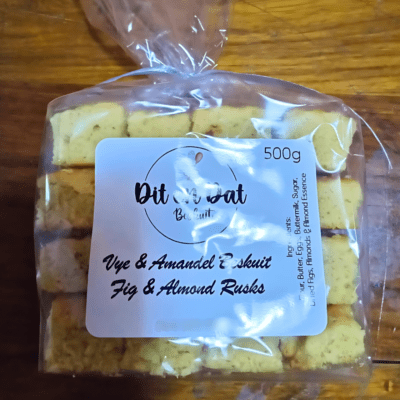 500g
Dit en Dat
Beskuit
Vye & Amandel Beskuit
Fig & Almond Rusks
Ingredients:
Butter, Eggs, Buttermilk, Sugar,
Figs, Almonds & Almond Essence